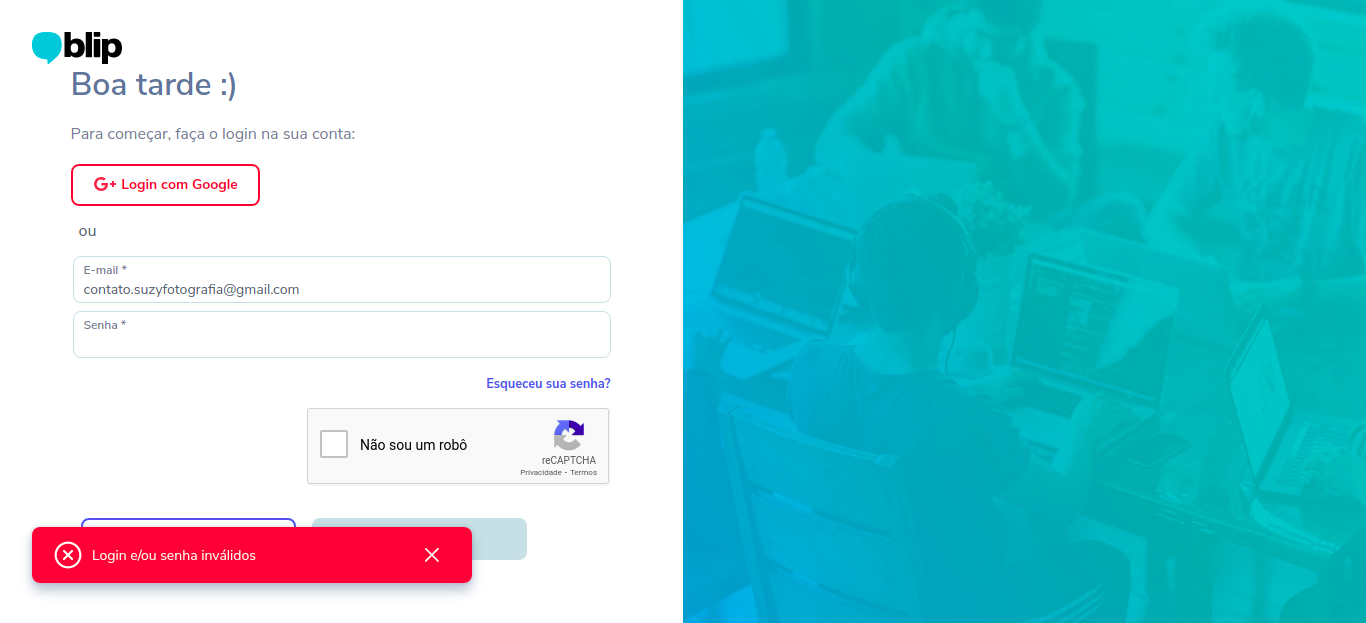 blip
Boa tarde :)
Para começar, faça o login na sua conta:
G+ Login com Google
ou
E-mail *
contato.suzyfotografia@gmail.com
Senha *
Esqueceu sua senha?
Não sou um robô
reCAPTCHA
Privacidade - Termos
Login e/ou senha inválidos